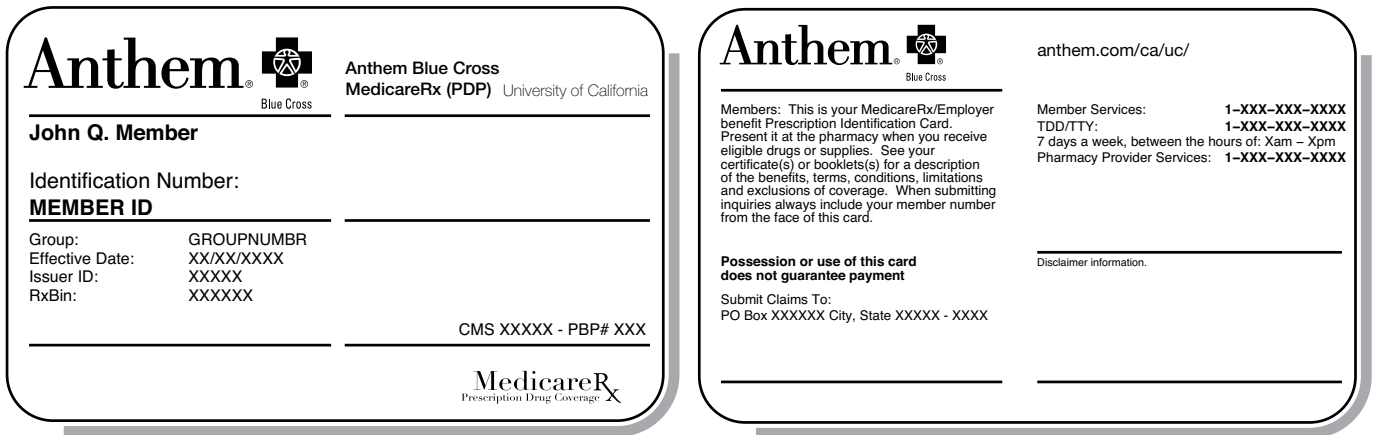 Anthem®
Blue Cross
Anthem Blue Cross
MedicareRx (PDP) University of California
John Q. Member
Identification Number:
MEMBER ID
Group: GROUPNUMBR
Effective Date: XX/XX/XXXX
Issuer ID: XXXXX
RxBin: XXXXXX
CMS XXXXX - PBP# XXX
MedicareRx
Prescription Drug Coverage
Anthem®
Blue Cross
Members: This is your MedicareRx/Employer
benefit Prescription Identification Card.
Present it at the pharmacy when you receive
eligible drugs or supplies. See your
certificate(s) or booklets(s) for a description
of the benefits, terms, conditions, limitations
and exclusions of coverage. When submitting
inquiries always include your member number
from the face of this card.
Possession or use of this card
does not guarantee payment
Submit Claims To:
PO Box XXXXXX City, State XXXXX - XXXX
anthem.com/ca/uc/
Member Services: 1–XXX–XXX–XXXX
TDD/TTY: 1–XXX–XXX–XXXX
7 days a week, between the hours of: Xam – Xpm
Pharmacy Provider Services: 1–XXX–XXX–XXXX
Disclaimer information.